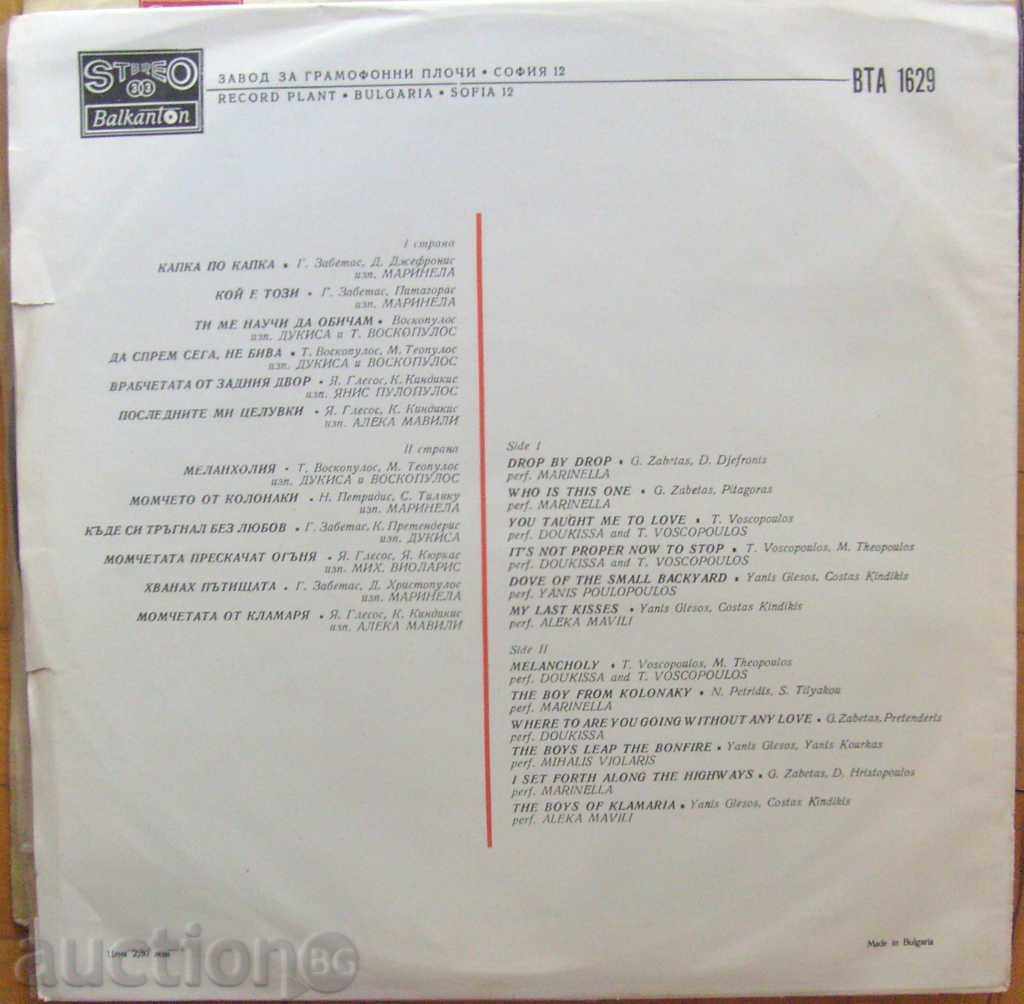 STEREO
33
Balkanton
ЗАВОД ЗА ГРАМОФОННИ ПЛОЧИ • СОФИЯ 12
RECORD PLANT • BULGARIA • SOFIA 12
ВТА 1629
I страна
КАПКА ПО КАПКА • Г. Забетас, Д. Джефронис
изп. МАРИНЕЛА
КОЙ Е ТОЗИ • Г. Забетас, Питагорас
изп. МАРИНЕЛА
ТИ МЕ НАУЧИ ДА ОБИЧАМ • Воскопулос
изп. ДУКИСА и Т. ВОСКОПУЛОС
ДА СПРЕМ СЕГА, НЕ БИВА • Т. Воскопулос, М. Теопулос
изп. ДУКИСА и ВОСКОПУЛОС
ВРАБЧЕТАТА ОТ ЗАДНИЯ ДВОР • Я. Глесос, К. Киндикис
изп. ЯНИС ПУЛОПУЛОС
ПОСЛЕДНИТЕ МИ ЦЕЛУВКИ • Я. Глесос, К. Киндикис
изп. АЛЕКА МАВИЛИ
II страна
МЕЛАНХОЛИЯ • Т. Воскопулос, М. Теопулос
изп. ДУКИСА и ВОСКОПУЛОС
МОМЧЕТО ОТ КОЛОНАКИ • Н. Петридис, С. Тиляку
изп. МАРИНЕЛА
КЪДЕ СИ ТРЪГНАЛ БЕЗ ЛЮБОВ • Г. Забетас, К. Претендерис
изп. ДУКИСА
МОМЧЕТАТА ПРЕСКАЧАТ ОГЪНЯ • Я. Глесос, Я. Кюркас
изп. МИХ. ВИОЛАРИС
ХВАНАХ ПЪТИЩАТА • Г. Забетас, Д. Христопулос
изп. МАРИНЕЛА
МОМЧЕТАТА ОТ КЛАМАРЯ • Я. Глесос, К. Киндикис
изп. АЛЕКА МАВИЛИ
Side I
DROP BY DROP • G. Zabetas, D. Djefronis
perf. MARINELLA
WHO IS THIS ONE • G. Zabetas, Pitagoras
perf. MARINELLA
YOU TAUGHT ME TO LOVE • T. Voscopoulos
perf. DOUKISSA and T. VOSCOPOULOS
IT'S NOT PROPER NOW TO STOP • T. Voscopoulos, M. Theopoulos
perf. DOUKISSA and T. VOSCOPOULOS
DOVE OF THE SMALL BACKYARD • Yanis Glesos, Costas Kindikis
perf. YANIS POULOPOULOS
MY LAST KISSES • Yanis Glesos, Costas Kindikis
perf. ALEKA MAVILI
Side II
MELANCHOLY • T. Voscopoulos, M. Theopoulos
perf. DOUKISSA and T. VOSCOPOULOS
THE BOY FROM KOLONAKY • N. Petridis, S. Tilyakou
perf. MARINELLA
WHERE TO ARE YOU GOING WITHOUT ANY LOVE • G. Zabetas, Pretenderis
perf. DOUKISSA
THE BOYS LEAP THE BONFIRE • Yanis Glesos, Yanis Kourkas
perf. MIHALIS VIOLARIS
I SET FORTH ALONG THE HIGHWAYS • G. Zabetas, D. Hristopoulos
perf. MARINELLA
THE BOYS OF KLAMARIA • Yanis Glesos, Costas Kindikis
perf. ALEKA MAVILI
Цена 2,97 лева
Made in Bulgaria
auction BG